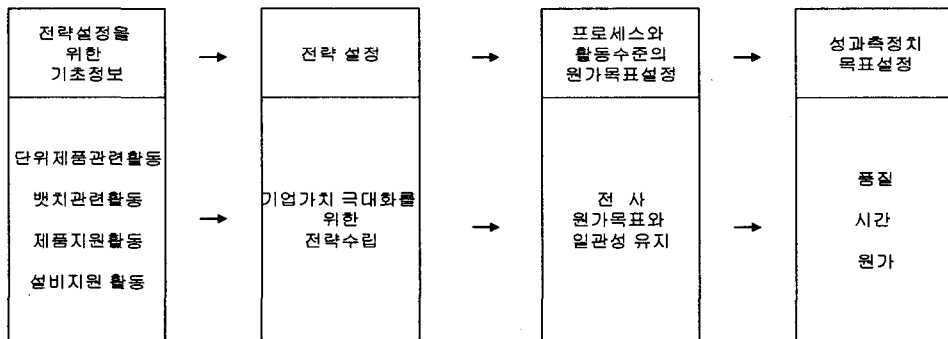 전략설정을
위한
기초정보
전략 설정
프로세스와
활동수준의
원가목표설정
성과측정치
목표설정
단위제품관련활동
뱃치관련활동
제품지원활동
설비지원 활동
기업가치 극대화를
위한
전략수립
전 사
원가목표와
일관성 유지
품질
시간
원가